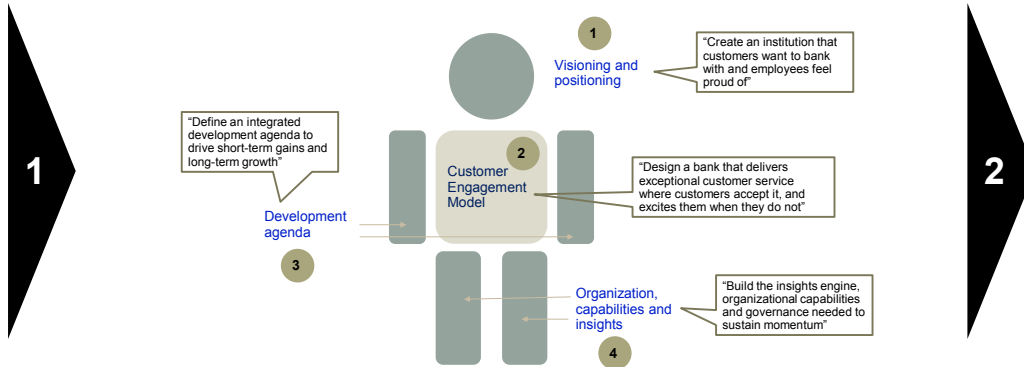 1
1
Visioning and
positioning
“Create an institution that
customers want to bank
with and employees feel
proud of”
“Define an integrated
development agenda to
drive short-term gains and
long-term growth”
2
Customer
Engagement
Model
“Design a bank that delivers
exceptional customer service
where customers accept it, and
excites them when they do not”
2
Development
agenda
3
Organization,
capabilities and
insights
4
“Build the insights engine,
organizational capabilities
and governance needed to
sustain momentum”